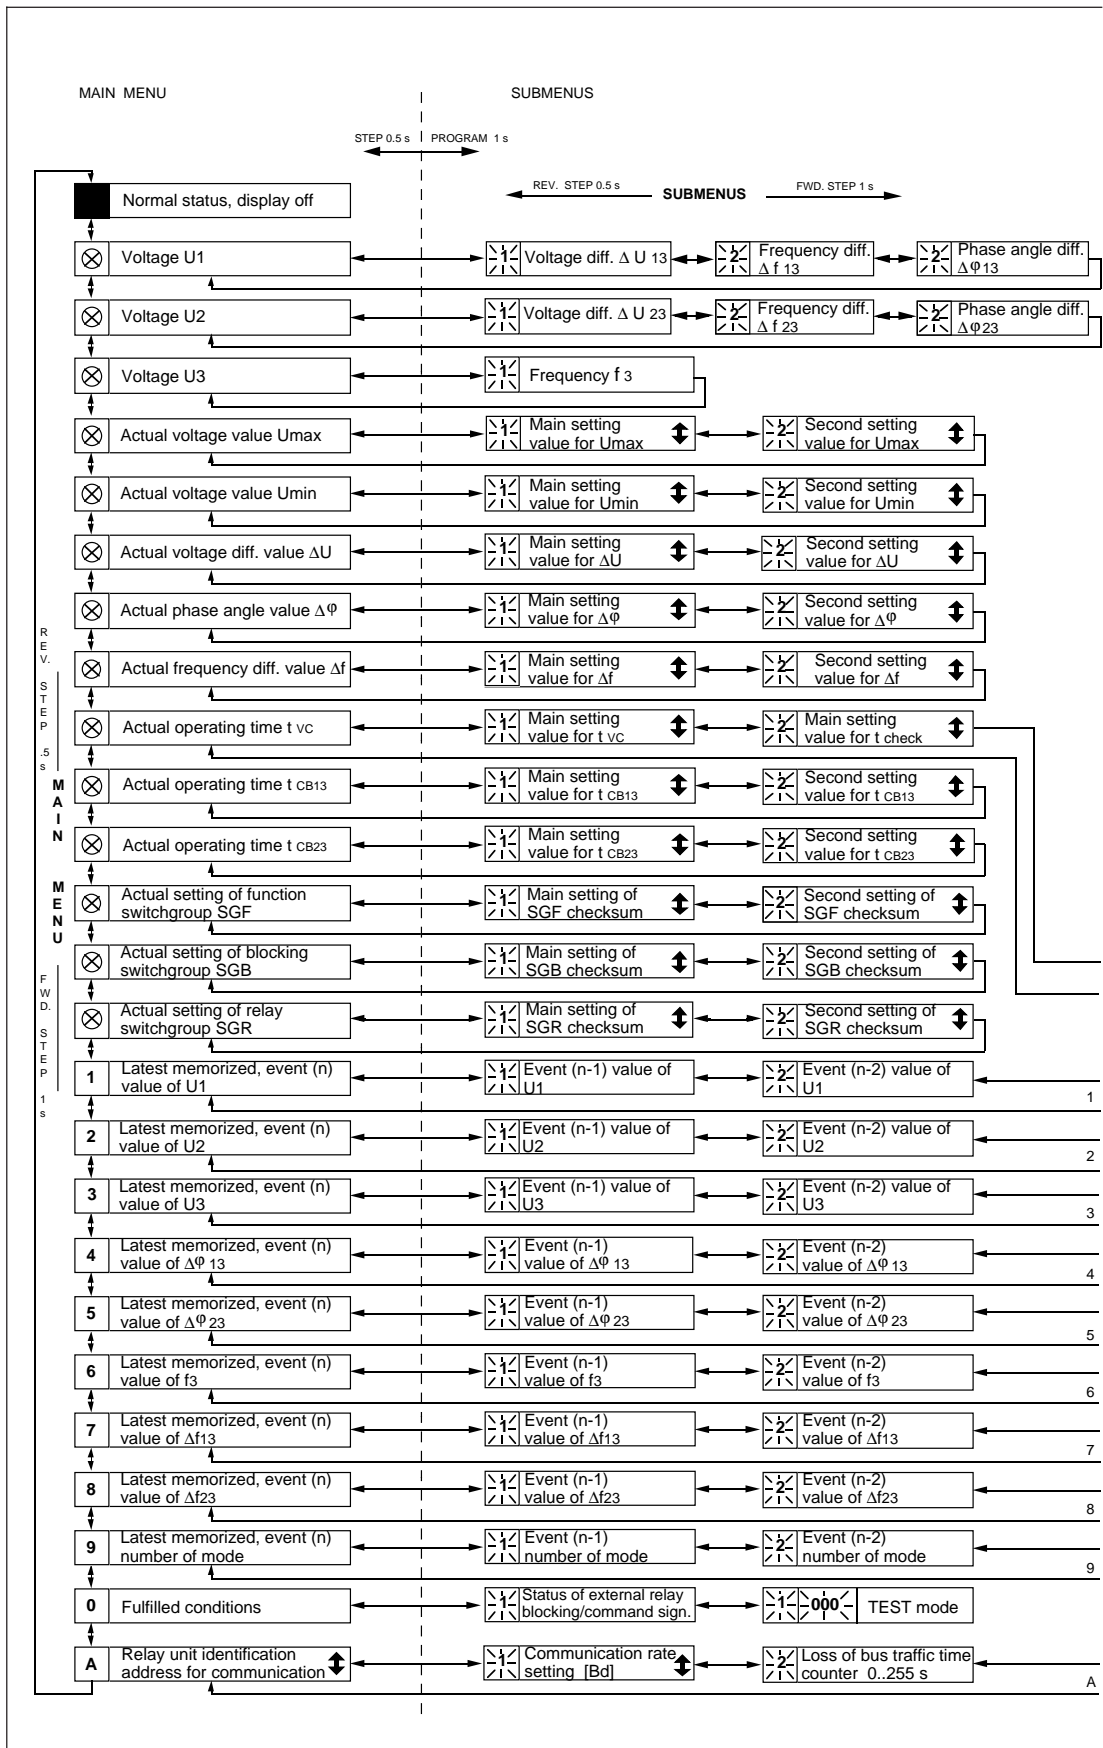 MAIN MENU
SUBMENUS
STEP 0.5 s
PROGRAM 1 s
REV. STEP 0.5 s
SUBMENUS
FWD. STEP 1 s
Normal status, display off
Voltage U1
1 Voltage diff. Δ U 13
2 Frequency diff.
Δ f 13
2 Phase angle diff.
Δφ13
Voltage U2
1 Voltage diff. Δ U 23
2 Frequency diff.
Δ f 23
2 Phase angle diff.
Δφ23
Voltage U3
1 Frequency f 3
Actual voltage value Umax
1 Main setting
value for Umax
2 Second setting
value for Umax
Actual voltage value Umin
1 Main setting
value for Umin
2 Second setting
value for Umin
Actual voltage diff. value ΔU
1 Main setting
value for ΔU
2 Second setting
value for ΔU
Actual phase angle value Δφ
1 Main setting
value for Δφ
2 Second setting
value for Δφ
Actual frequency diff. value Δf
1 Main setting
value for Δf
2 Second setting
value for Δf
Actual operating time t VC
1 Main setting
value for t VC
2 Main setting
value for t check
Actual operating time t CB13
1 Main setting
value for t CB13
2 Second setting
value for t CB13
Actual operating time t CB23
1 Main setting
value for t CB23
2 Second setting
value for t CB23
Actual setting of function
switchgroup SGF
1 Main setting of
SGF checksum
2 Second setting of
SGF checksum
Actual setting of blocking
switchgroup SGB
1 Main setting of
SGB checksum
2 Second setting of
SGB checksum
Actual setting of relay
switchgroup SGR
1 Main setting of
SGR checksum
2 Second setting of
SGR checksum
REV. STEP .5 s
MAIN MENU
FWD. STEP 1 s
1 Latest memorized, event (n)
value of U1
1 Event (n-1) value of
U1
2 Event (n-2) value of
U1
1
2 Latest memorized, event (n)
value of U2
1 Event (n-1) value of
U2
2 Event (n-2) value of
U2
2
3 Latest memorized, event (n)
value of U3
1 Event (n-1) value of
U3
2 Event (n-2) value of
U3
3
4 Latest memorized, event (n)
value of Δφ 13
1 Event (n-1)
value of Δφ 13
2 Event (n-2)
value of Δφ 13
4
5 Latest memorized, event (n)
value of Δφ 23
1 Event (n-1)
value of Δφ 23
2 Event (n-2)
value of Δφ 23
5
6 Latest memorized, event (n)
value of f3
1 Event (n-1)
value of f3
2 Event (n-2)
value of f3
6
7 Latest memorized, event (n)
value of Δf13
1 Event (n-1)
value of Δf13
2 Event (n-2)
value of Δf13
7
8 Latest memorized, event (n)
value of Δf23
1 Event (n-1)
value of Δf23
2 Event (n-2)
value of Δf23
8
9 Latest memorized, event (n)
number of mode
1 Event (n-1)
number of mode
2 Event (n-2)
number of mode
9
0 Fulfilled conditions
1 Status of external relay
blocking/command sign.
1 000 TEST mode
A Relay unit identification
address for communication
1 Communication rate
setting [Bd]
2 Loss of bus traffic time
counter 0..255 s
A